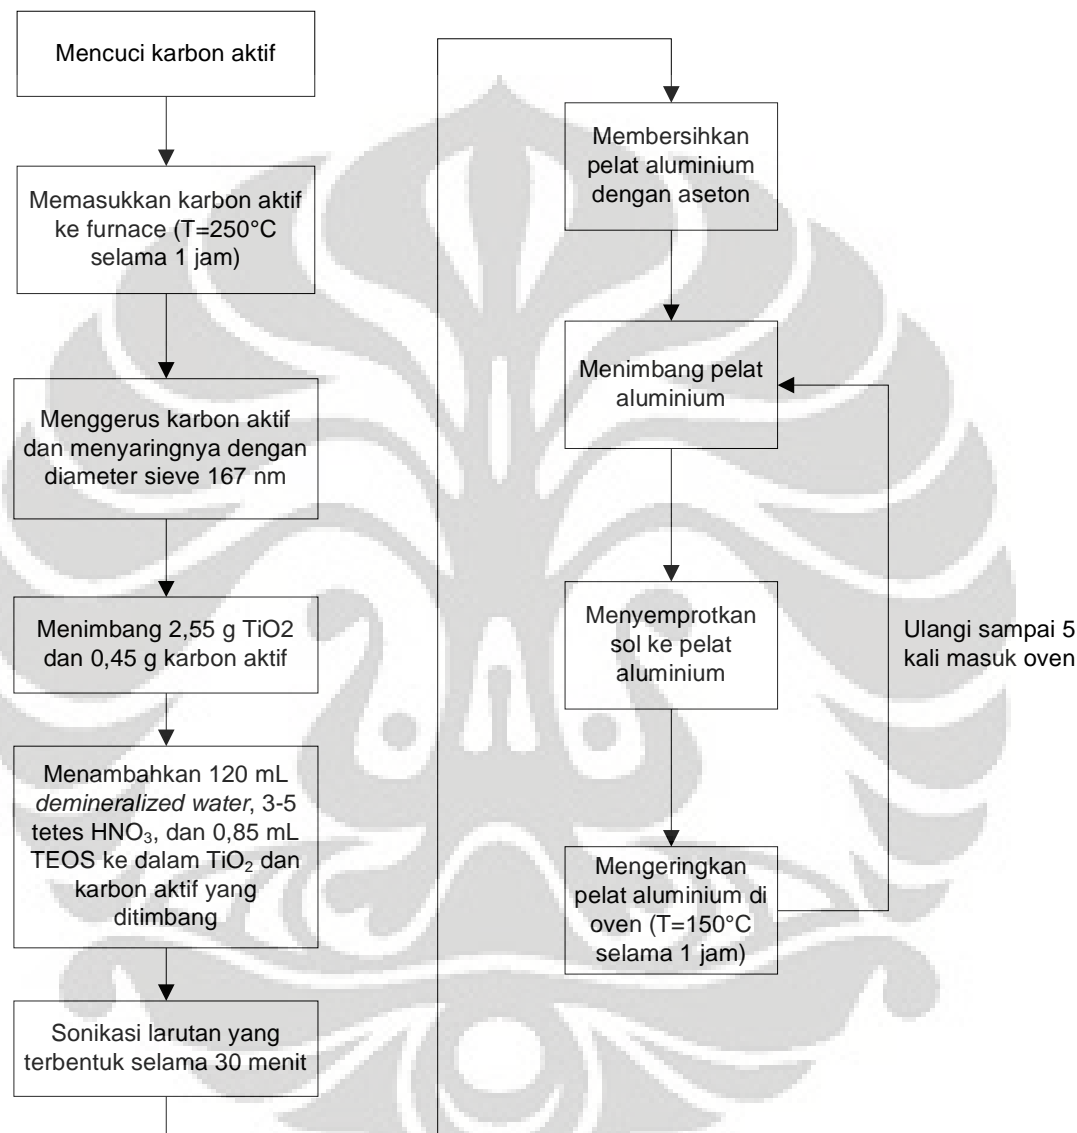 Mencuci karbon aktif
Memasukkan karbon aktif
ke furnace (T=250°C
selama 1 jam)
Menggerus karbon aktif
dan menyaringnya dengan
diameter sieve 167 nm
Menimbang 2,55 g TiO2
dan 0,45 g karbon aktif
Menambahkan 120 mL
demineralized water, 3-5
tetes HNO₃, dan 0,85 mL
TEOS ke dalam TiO₂ dan
karbon aktif yang
ditimbang
Sonikasi larutan yang
terbentuk selama 30 menit
Membersihkan
pelat aluminium
dengan aseton
Menimbang pelat
aluminium
Menyemprotkan
sol ke pelat
aluminium
Mengeringkan
pelat aluminium di
oven (T=150°C
selama 1 jam)
Ulangi sampai 5
kali masuk oven